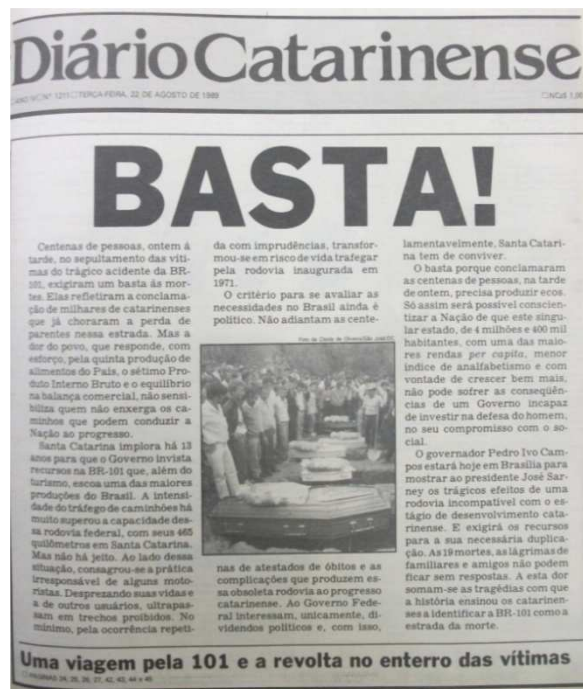 Diário Catarinense
ANO IV Nº 1211 TERÇA-FEIRA, 22 DE AGOSTO DE 1989
NCz$ 1,00
BASTA!
Centenas de pessoas, ontem à
tarde, no sepultamento das víti-
mas do trágico acidente da BR-
101, exigiram um basta às mor-
tes. Elas refletiram a conclama-
ção de milhares de catarinenses
que já choraram a perda de
parentes nessa estrada. Mas a
dor do povo, que responde, com
esforço, pela quinta produção de
alimentos do País, o sétimo Pro-
duto Interno Bruto e o equilíbrio
na balança comercial, não sensi-
biliza quem não enxerga os ca-
minhos que podem conduzir a
Nação ao progresso.
Santa Catarina implora há 13
anos para que o Governo invista
recursos na BR-101 que, além do
turismo, escoa uma das maiores
produções do Brasil. A intensi-
dade do tráfego de caminhões há
muito superou a capacidade des-
sa rodovia federal, com seus 465
quilômetros em Santa Catarina.
Mas não há jeito. Ao lado dessa
situação, consagrou-se a prática
irresponsável de alguns moto-
ristas. Desprezando suas vidas e
a de outros usuários, ultrapas-
sam em trechos proibidos. No
mínimo, pela ocorrência repeti-
da com imprudências, transfor-
mou-se em risco de vida trafegar
pela rodovia inaugurada em
1971.
O critério para se avaliar as
necessidades no Brasil ainda é
político. Não adiantam as cente-
nas de atestados de óbitos e as
complicações que produzem es-
sa obsoleta rodovia ao progresso
catarinense. Ao Governo Fede-
ral interessam, unicamente, di-
videndos políticos e, com isso,
lamentavelmente, Santa Catari-
na tem de conviver.
O basta porque conclamaram
as centenas de pessoas, na tarde
de ontem, precisa produzir ecos.
Só assim será possível conscien-
tizar a Nação de que este singu-
lar estado, de 4 milhões e 400 mil
habitantes, com uma das maio-
res rendas per capita, menor
índice de analfabetismo e com
vontade de crescer bem mais,
não pode sofrer as conseqüên-
cias de um Governo incapaz
de investir na defesa do homem,
no seu compromisso com o so-
cial.
O governador Pedro Ivo Cam-
pos estará hoje em Brasília para
mostrar ao presidente José Sar-
ney os trágicos efeitos de uma
rodovia incompatível com o es-
tágio de desenvolvimento cata-
rinense. E exigirá os recursos
para a sua necessária duplica-
ção. As 19 mortes, as lágrimas de
familiares e amigos não podem
ficar sem respostas. A esta dor
somam-se as tragédias com que
a história ensinou os catarinen-
ses a identificar a BR-101 como a
estrada da morte.
Uma viagem pela 101 e a revolta no enterro das vítimas